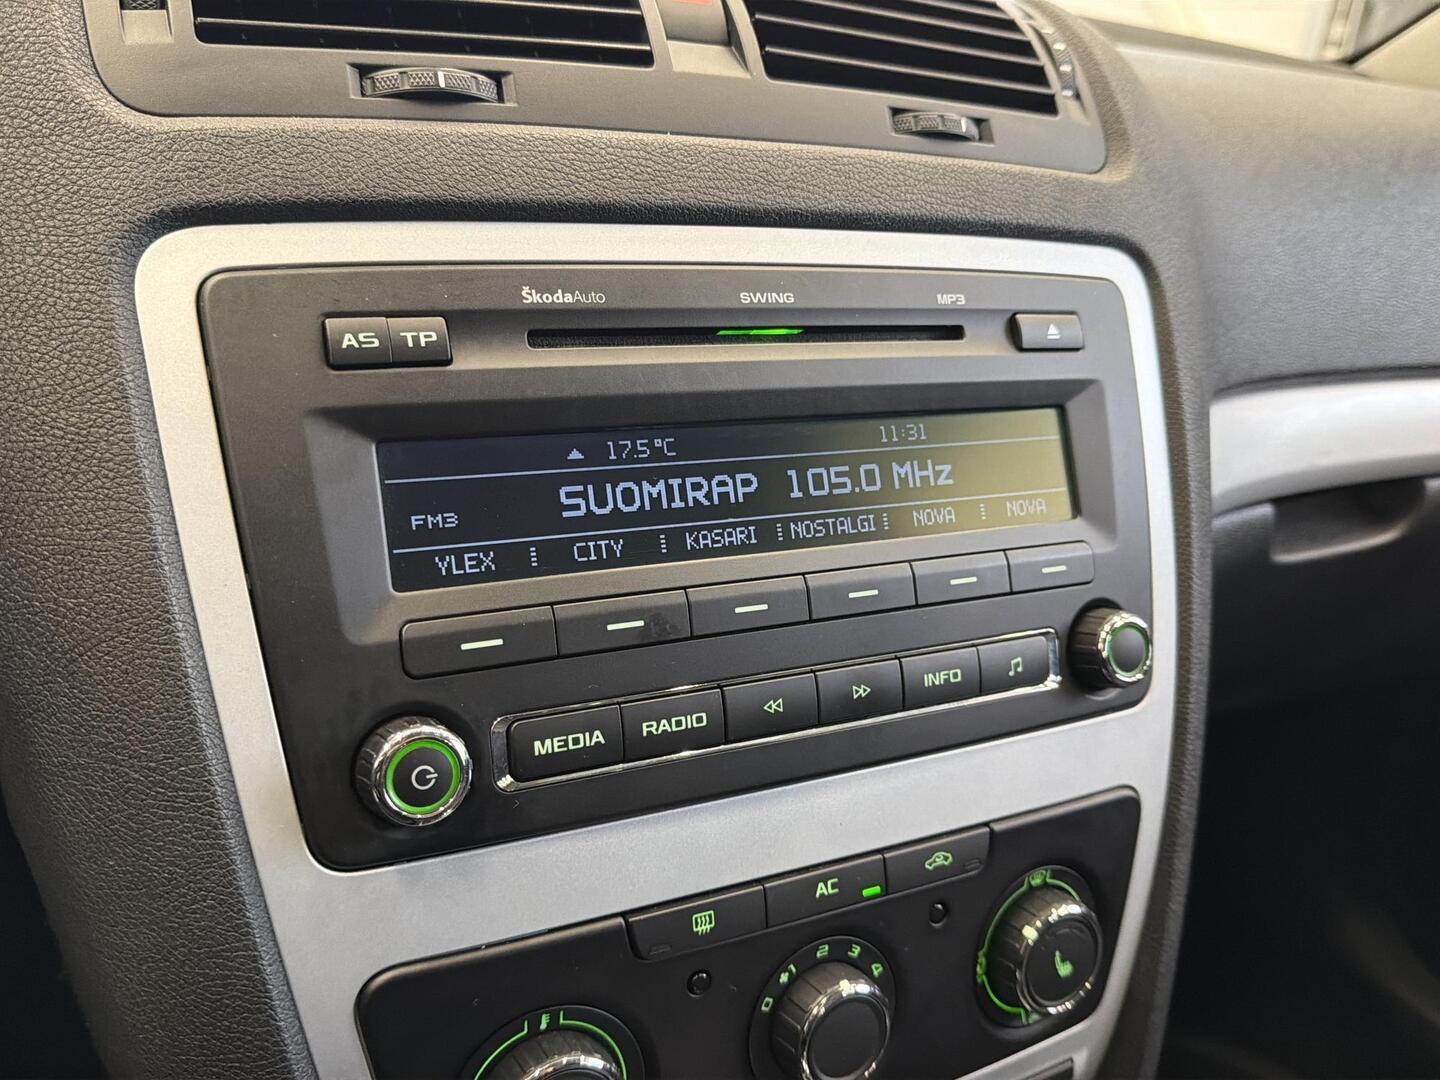 ŠkodaAuto SWING MP3
AS TP
17.5°C 11:31
SUOMIRAP 105.0 MHz
FM3
YLEX CITY KASARI NOSTALGI NOVA NOVA
MEDIA RADIO INFO
AC
0 1 2 3 4